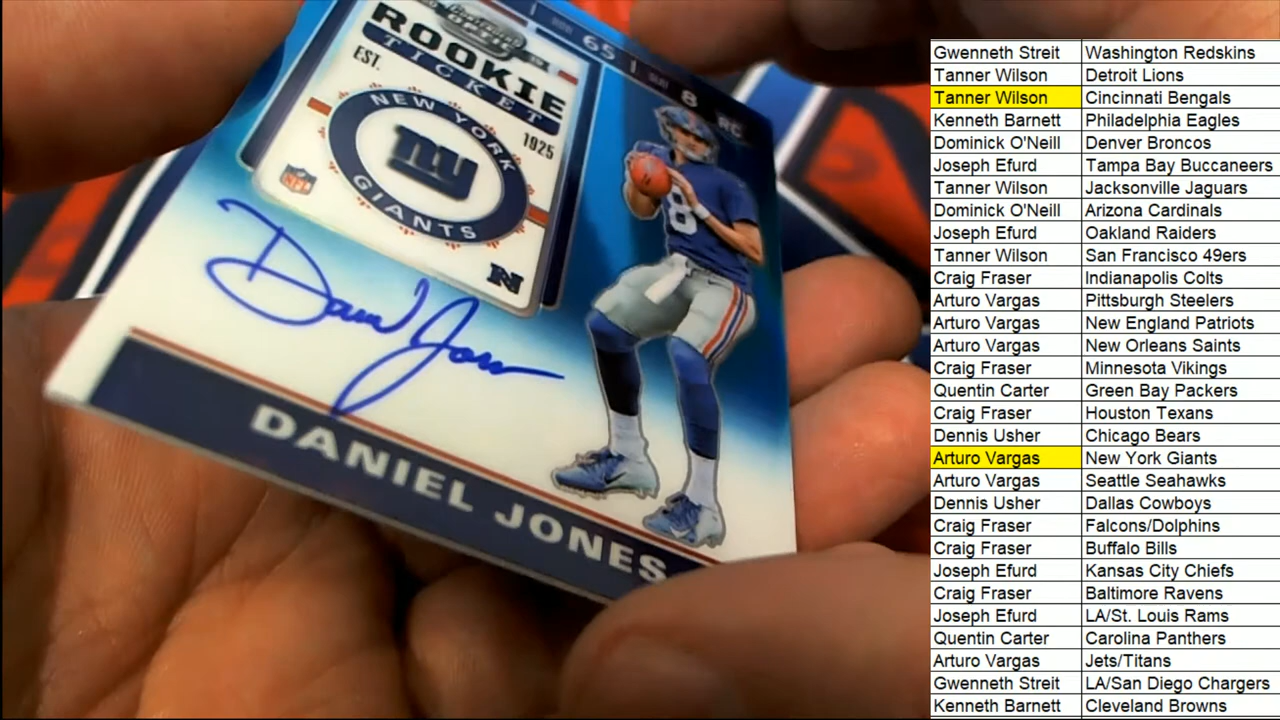 ROOKIE
TICKET
EST.
1925
NEW YORK
GIANTS
ny
NFL
N
65
8
RC
8
Daniel Jones
DANIEL JONES
Gwenneth Streit Washington Redskins
Tanner Wilson Detroit Lions
Tanner Wilson Cincinnati Bengals
Kenneth Barnett Philadelphia Eagles
Dominick O'Neill Denver Broncos
Joseph Efurd Tampa Bay Buccaneers
Tanner Wilson Jacksonville Jaguars
Dominick O'Neill Arizona Cardinals
Joseph Efurd Oakland Raiders
Tanner Wilson San Francisco 49ers
Craig Fraser Indianapolis Colts
Arturo Vargas Pittsburgh Steelers
Arturo Vargas New England Patriots
Arturo Vargas New Orleans Saints
Craig Fraser Minnesota Vikings
Quentin Carter Green Bay Packers
Craig Fraser Houston Texans
Dennis Usher Chicago Bears
Arturo Vargas New York Giants
Arturo Vargas Seattle Seahawks
Dennis Usher Dallas Cowboys
Craig Fraser Falcons/Dolphins
Craig Fraser Buffalo Bills
Joseph Efurd Kansas City Chiefs
Craig Fraser Baltimore Ravens
Joseph Efurd LA/St. Louis Rams
Quentin Carter Carolina Panthers
Arturo Vargas Jets/Titans
Gwenneth Streit LA/San Diego Chargers
Kenneth Barnett Cleveland Browns